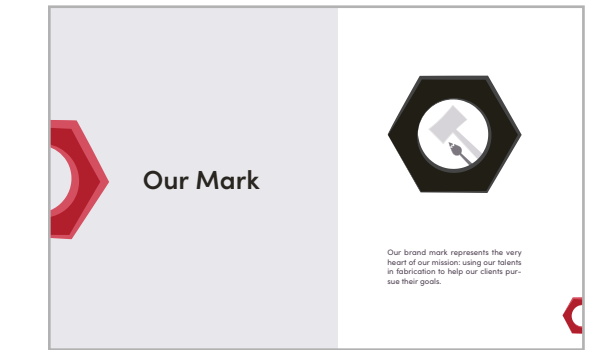 Our Mark
Our brand mark represents the very
heart of our mission: using our talents
in fabrication to help our clients pur-
sue their goals.